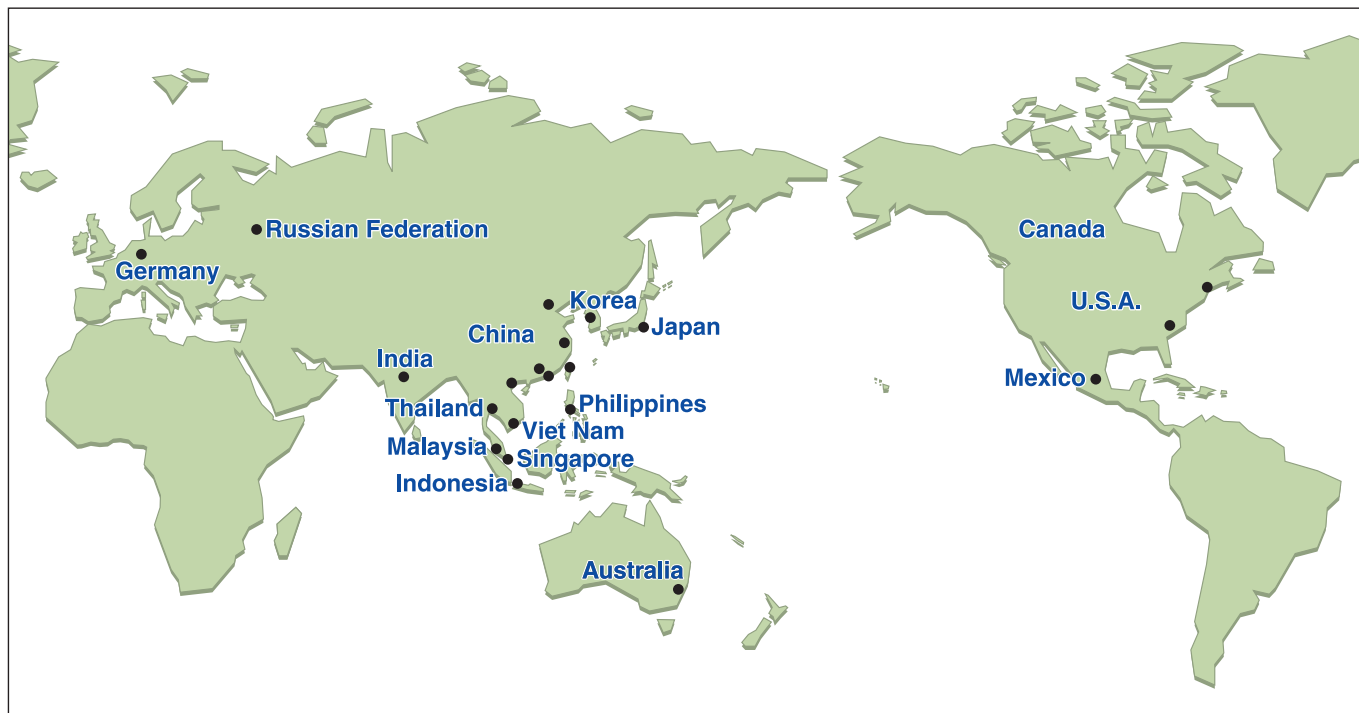 Russian Federation
Canada
Germany
Korea
U.S.A.
China
Japan
India
Mexico
Thailand
Philippines
Viet Nam
Malaysia
Singapore
Indonesia
Australia